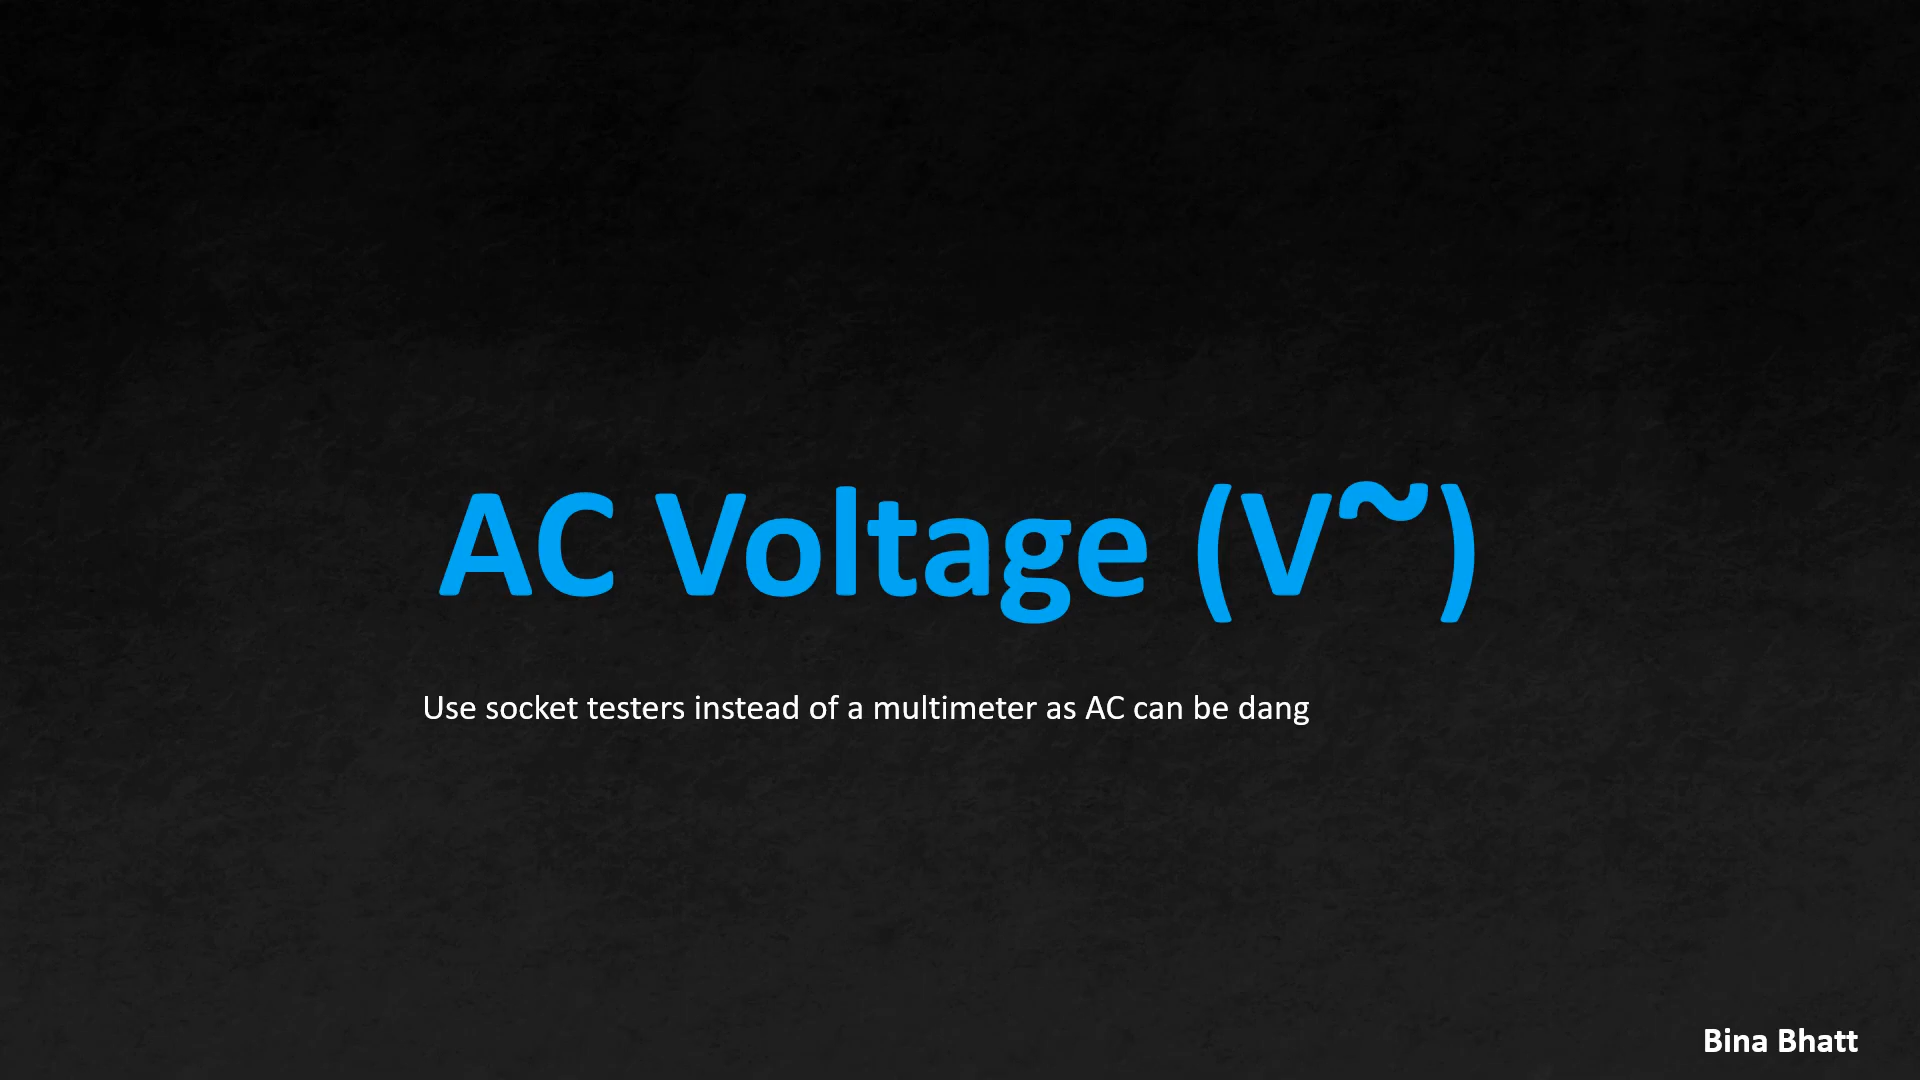 AC Voltage (V~)
Use socket testers instead of a multimeter as AC can be dang
Bina Bhatt